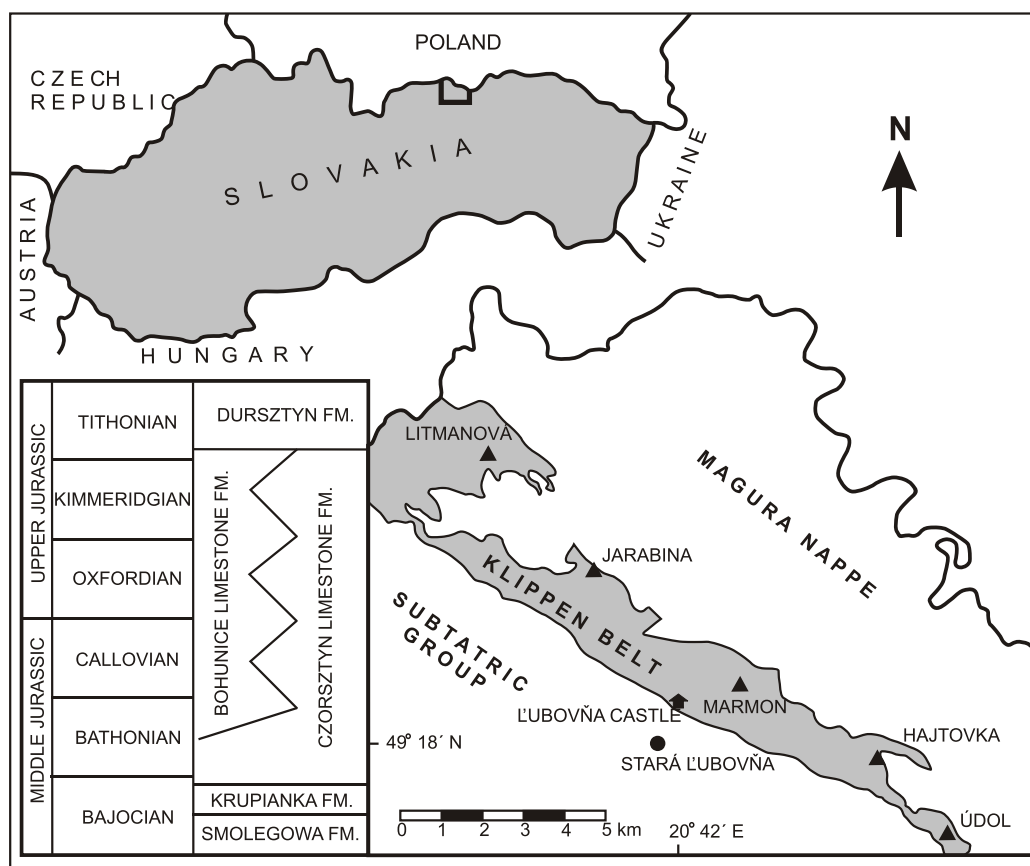 POLAND
CZECH
REPUBLIC
SLOVAKIA
UKRAINE
AUSTRIA
HUNGARY
N
UPPER JURASSIC
MIDDLE JURASSIC
TITHONIAN
KIMMERIDGIAN
OXFORDIAN
CALLOVIAN
BATHONIAN
BAJOCIAN
DURSZTYN FM.
BOHUNICE LIMESTONE FM.
CZORSZTYN LIMESTONE FM.
KRUPIANKA FM.
SMOLEGOWA FM.
LITMANOVÁ
MAGURA NAPPE
JARABINA
KLIPPEN BELT
SUBTATRIC
GROUP
MARMON
ĽUBOVŇA CASTLE
STARÁ ĽUBOVŇA
HAJTOVKA
ÚDOL
49° 18´ N
0 1 2 3 4 5 km
20° 42´ E